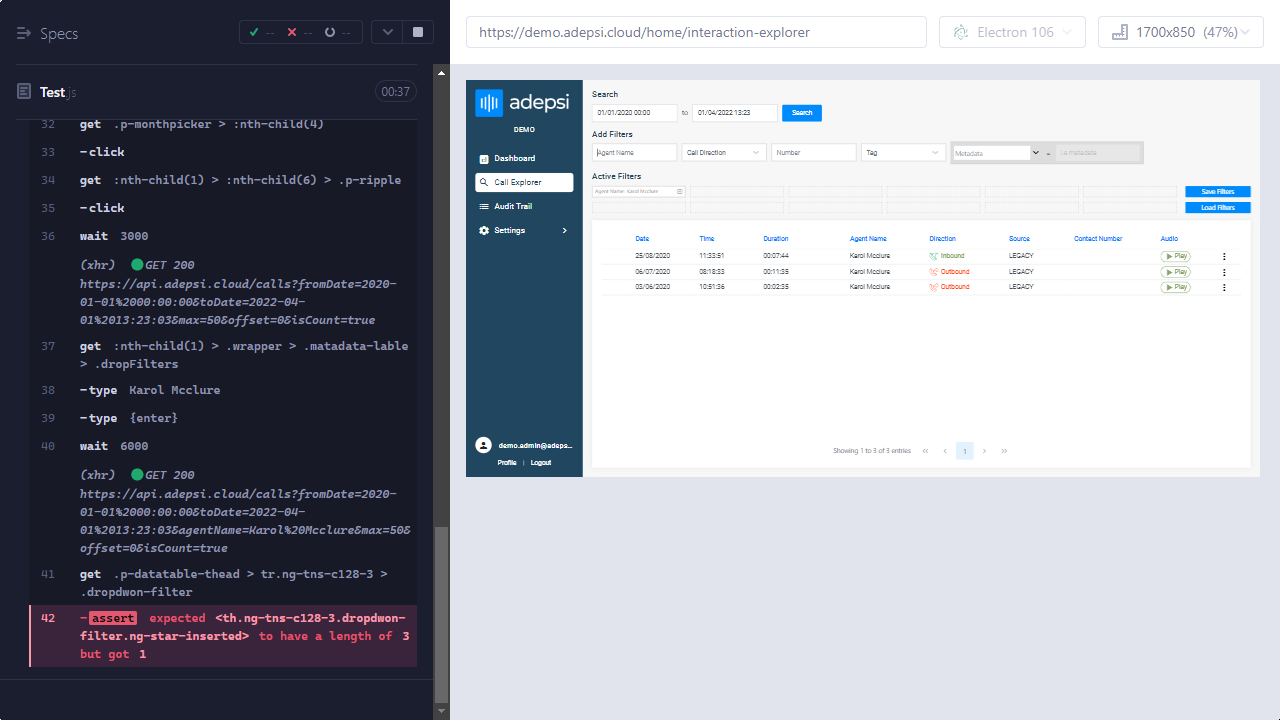 Specs
-- -- --
Test.js
00:37
32 get .p-monthpicker > :nth-child(4)
33 -click
34 get :nth-child(1) > :nth-child(6) > .p-ripple
35 -click
36 wait 3000
(xhr) GET 200
https://api.adepsi.cloud/calls?fromDate=2020-
01-01%2000:00:00&toDate=2022-04-
01%2013:23:03&max=50&offset=0&isCount=true
37 get :nth-child(1) > .wrapper > .matadata-lable
> .dropFilters
38 -type Karol Mcclure
39 -type {enter}
40 wait 6000
(xhr) GET 200
https://api.adepsi.cloud/calls?fromDate=2020-
01-01%2000:00:00&toDate=2022-04-
01%2013:23:03&agentName=Karol%20Mcclure&max=50&
offset=0&isCount=true
41 get .p-datatable-thead > tr.ng-tns-c128-3 >
.dropdwon-filter
42 -assert expected <th.ng-tns-c128-3.dropdwon-
filter.ng-star-inserted> to have a length of 3
but got 1
https://demo.adepsi.cloud/home/interaction-explorer
Electron 106
1700x850 (47%)
adepsi
DEMO
Dashboard
Call Explorer
Audit Trail
Settings
demo.admin@adeps...
Profile | Logout
Search
01/01/2020 00:00 to 01/04/2022 13:23 Search
Add Filters
Agent Name Call Direction Number Tag Metadata = i.e metadata
Active Filters
Agent Name: Karol Mcclure
Save Filters
Load Filters
Date Time Duration Agent Name Direction Source Contact Number Audio
25/08/2020 11:33:51 00:07:44 Karol Mcclure Inbound LEGACY Play
06/07/2020 08:18:33 00:11:35 Karol Mcclure Outbound LEGACY Play
03/06/2020 10:51:36 00:02:35 Karol Mcclure Outbound LEGACY Play
Showing 1 to 3 of 3 entries « ‹ 1 › »